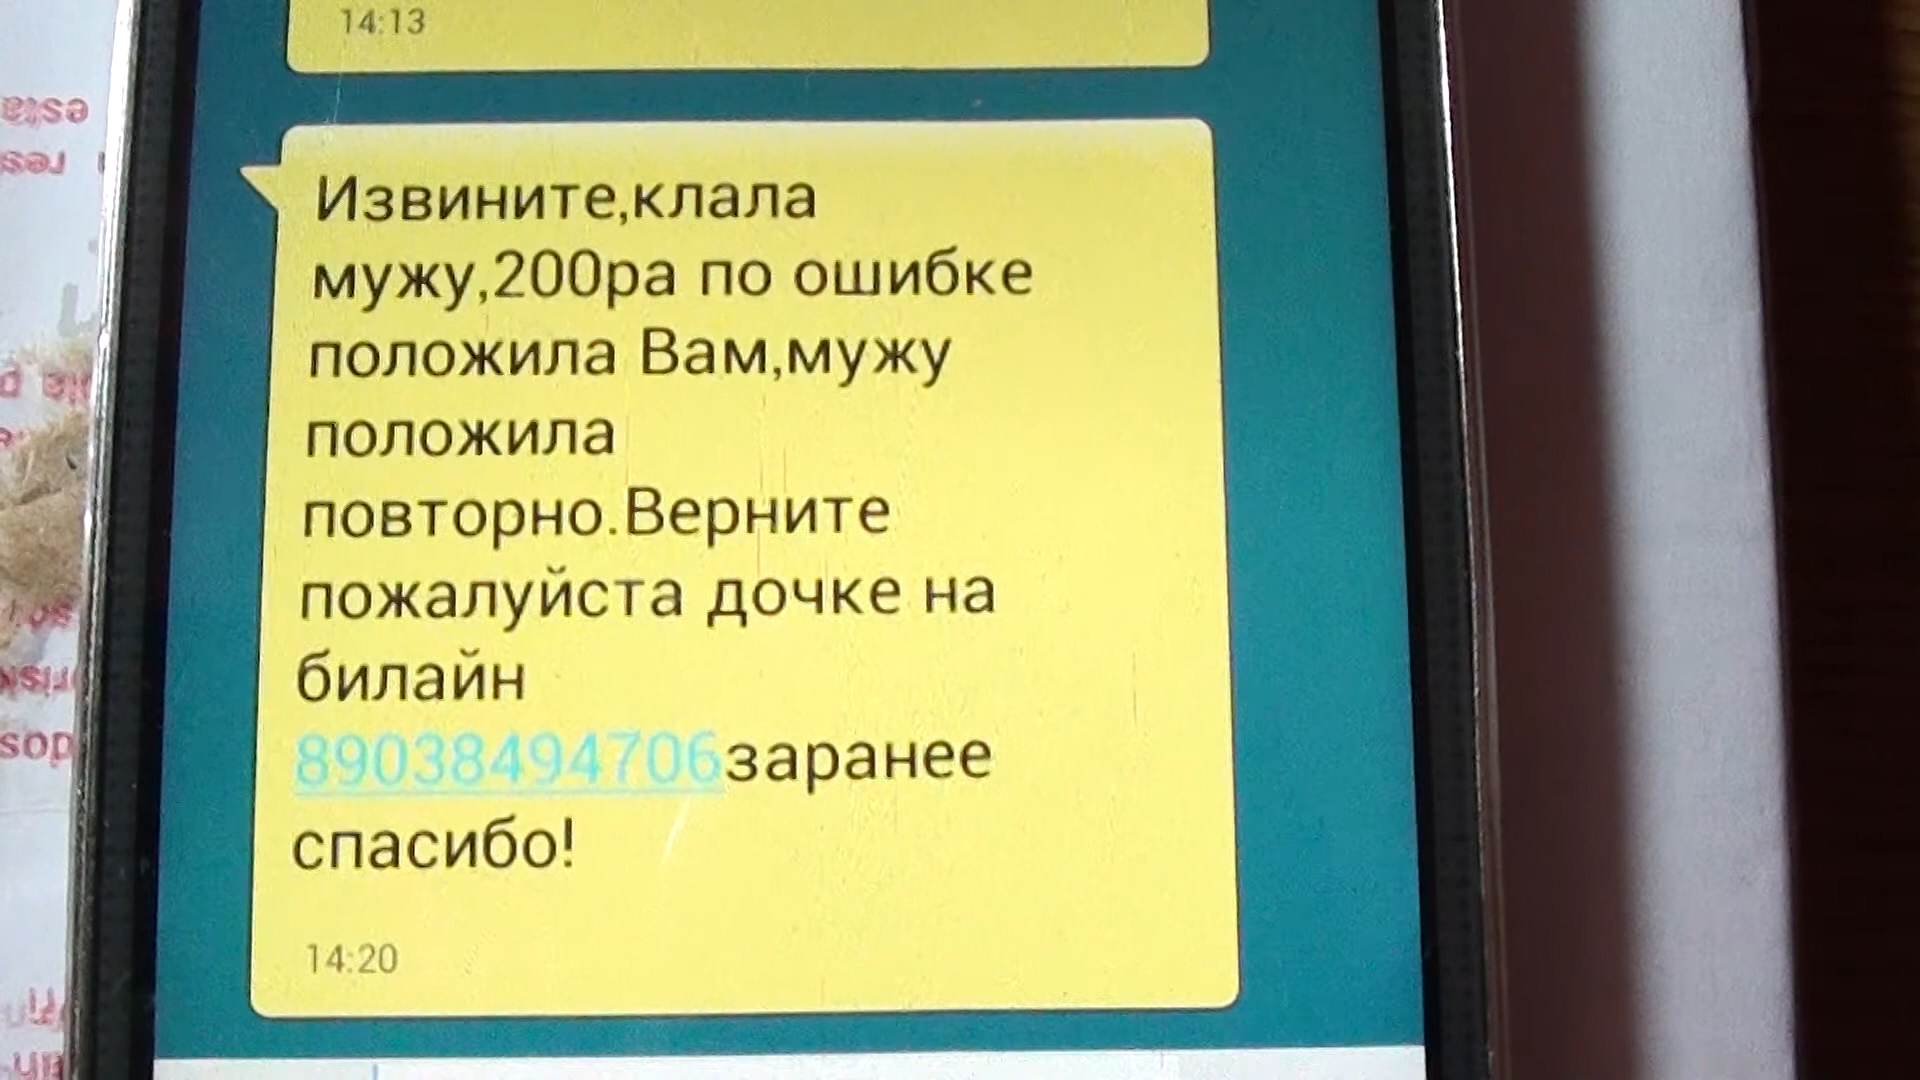 14:13
Извините,клала
мужу,200ра по ошибке
положила Вам,мужу
положила
повторно.Верните
пожалуйста дочке на
билайн
89038494706заранее
спасибо!
14:20